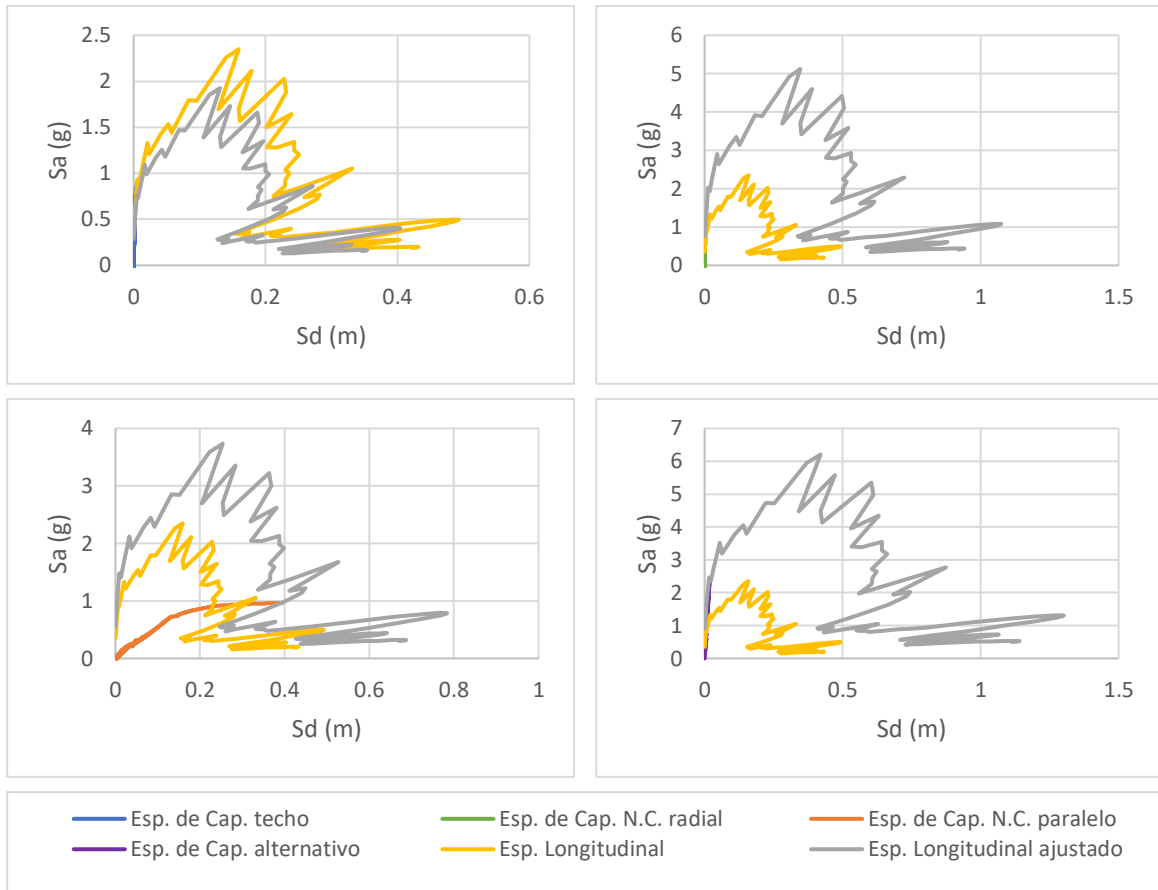 2.5
2
1.5
1
0.5
0
Sa (g)
0 0.2 0.4 0.6
Sd (m)
6
5
4
3
2
1
0
Sa (g)
0 0.5 1 1.5
Sd (m)
4
3
2
1
0
Sa (g)
0 0.2 0.4 0.6 0.8 1
Sd (m)
7
6
5
4
3
2
1
0
Sa (g)
0 0.5 1 1.5
Sd (m)
Esp. de Cap. techo Esp. de Cap. N.C. radial Esp. de Cap. N.C. paralelo
Esp. de Cap. alternativo Esp. Longitudinal Esp. Longitudinal ajustado